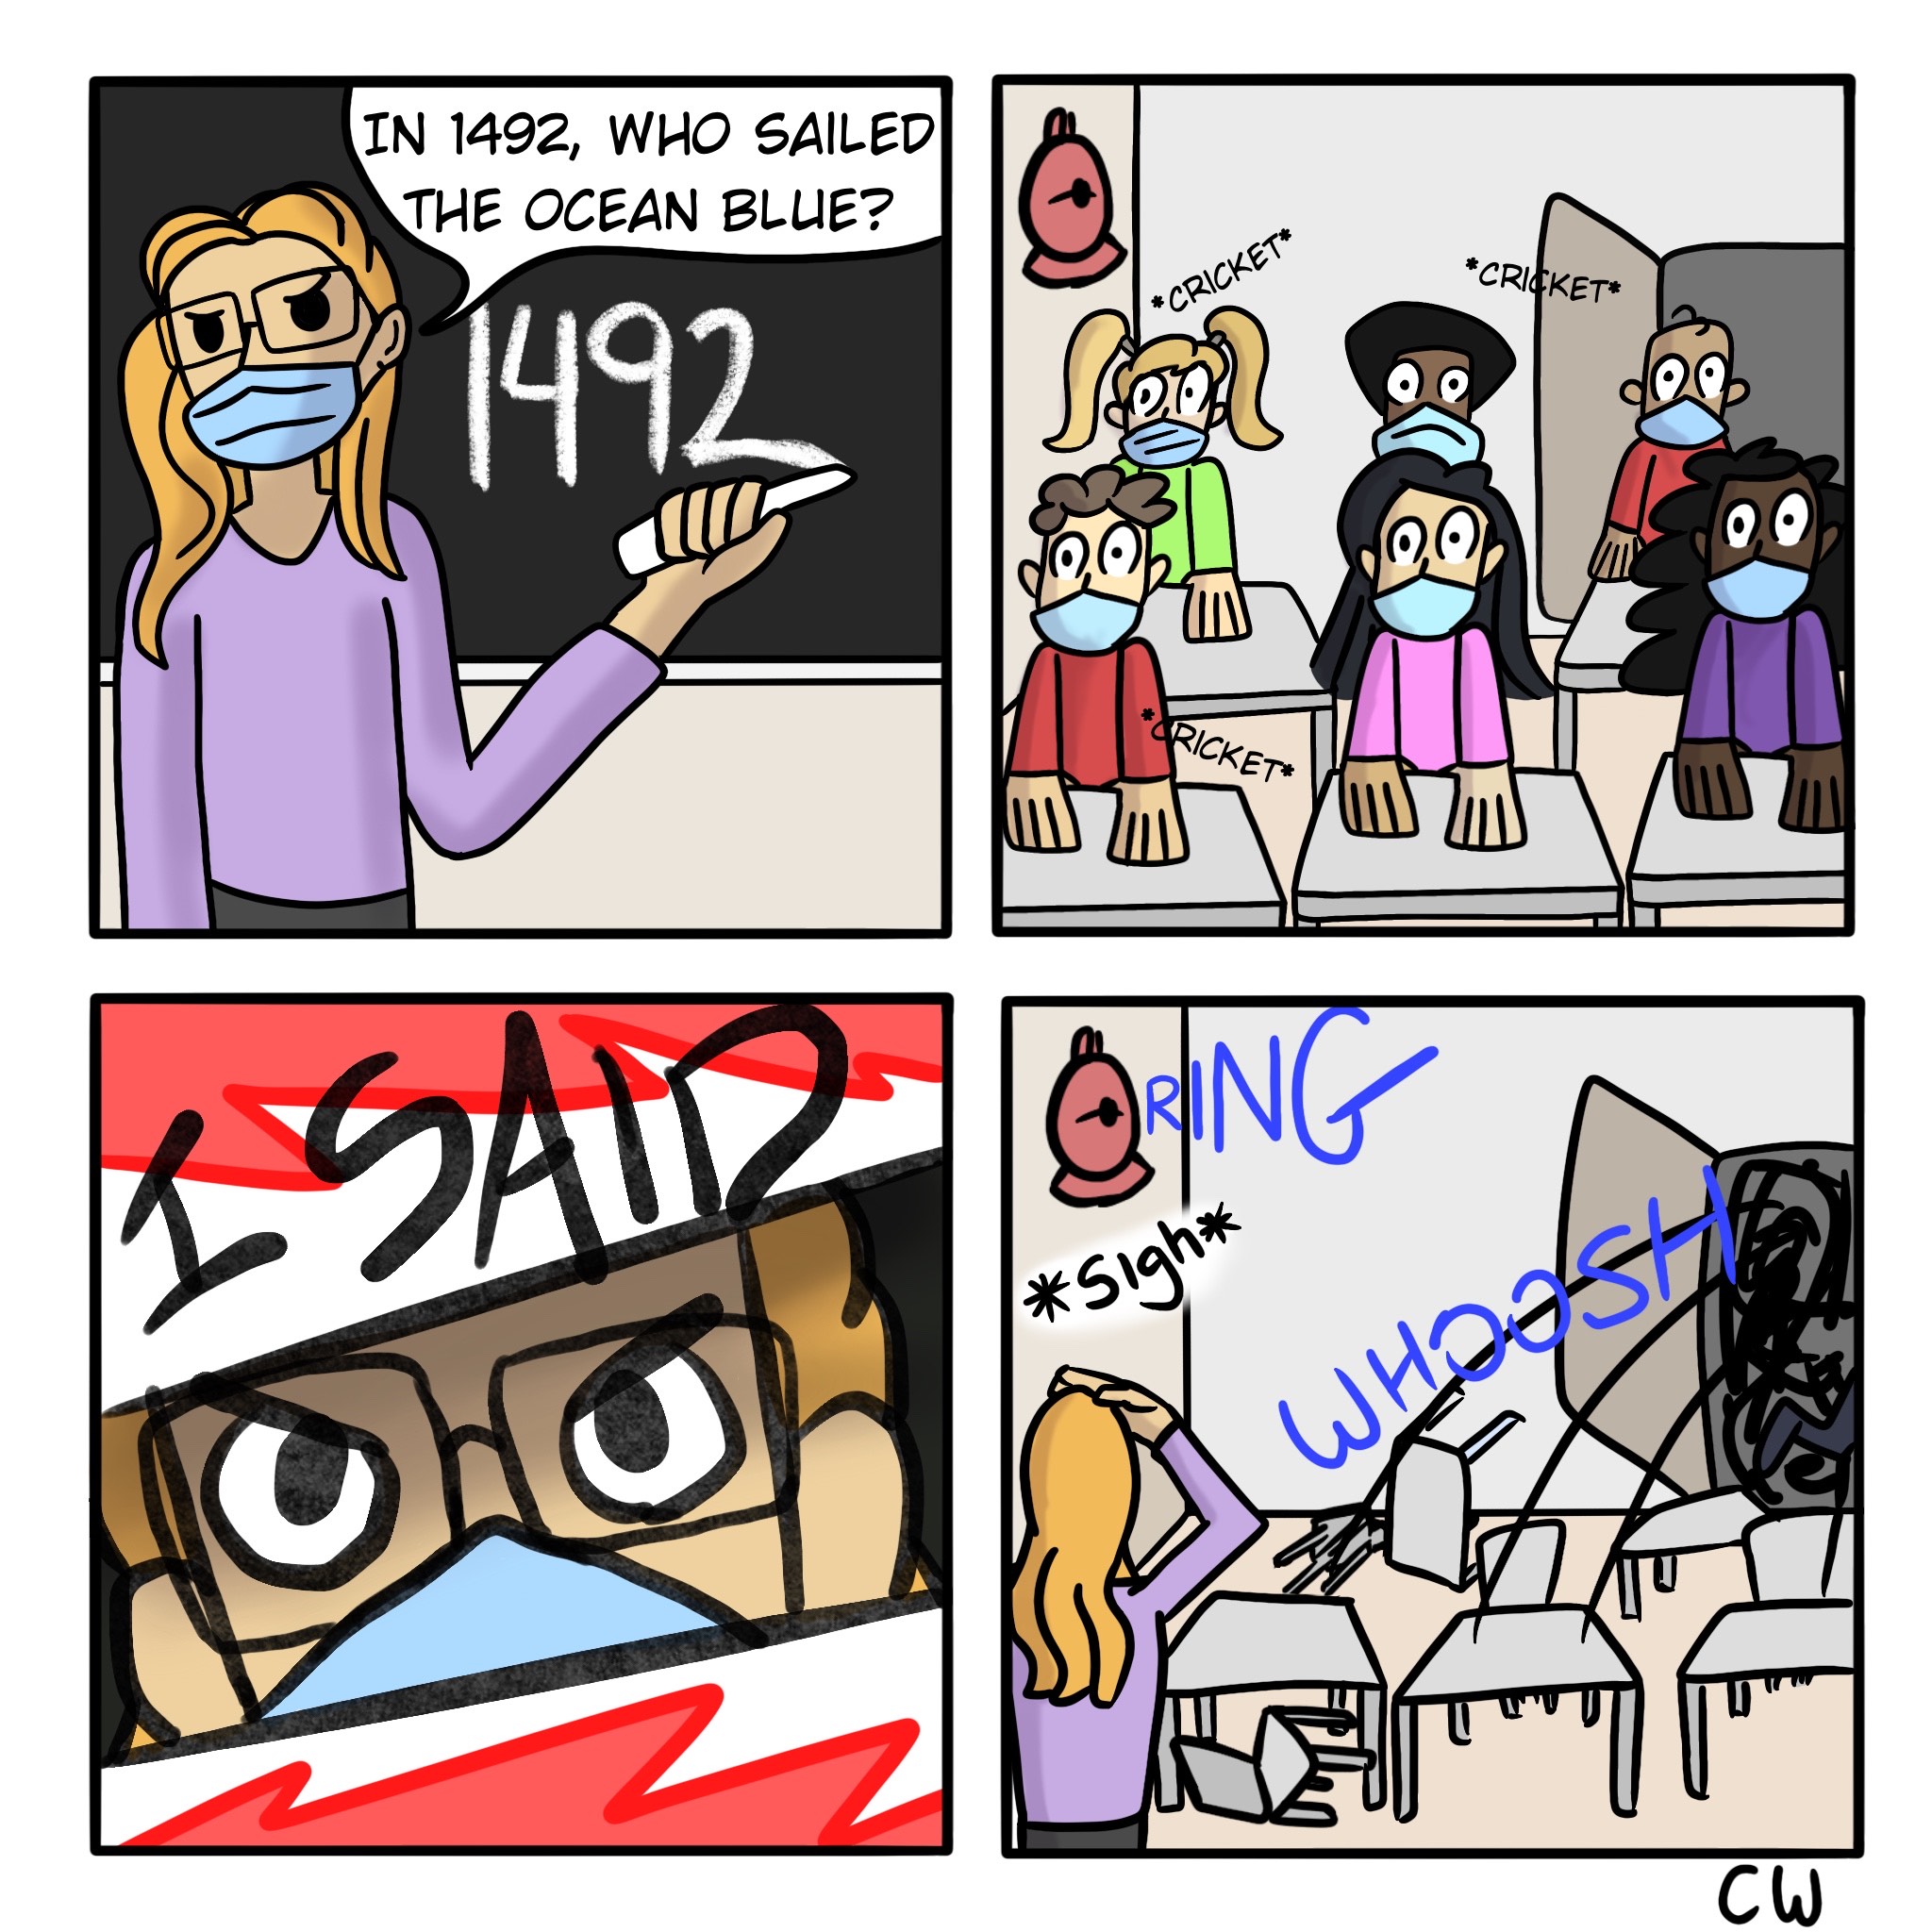 IN 1492, WHO SAILED
THE OCEAN BLUE?
1492
*CRICKET*
*CRICKET*
*CRICKET*
I SAID
RING
*Sigh*
WHOOSH
CW